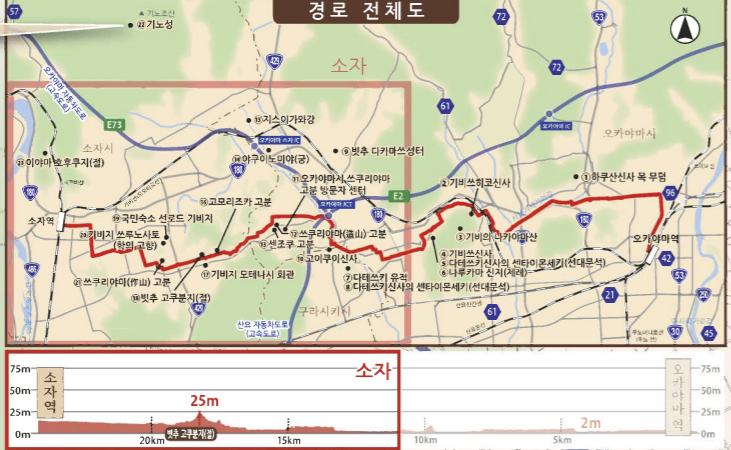 경로 전체도
57
▲ 기노조산
㉒기노성
72
53
N
429
소자
72
오카야마 자동차도로
(고속도로)
61
E73
⑬지스이가와강
오카야마 IC
오카야마시
소자시
오카야마 소자 IC
⑨빗추 다카마쓰성터
㉓이야마 호후쿠지(절)
⑭야쿠이노미야(궁)
①하쿠산신사 목 무덤
180
⑪오카야마시 쓰쿠리야마
고분 방문자 센터
2 기비쓰히코신사
180
E2
96
⑯고모리즈카 고분
오카야마 JCT
180
⑲국민숙소 선로드 기비지
소자역
⑳기비지 쓰루노사토
(학의 고향)
⑫쓰쿠리야마(造山) 고분
③기비의 나카야마산
오카야마역
⑮센조쿠 고분
⑩고이쿠이신사
④ 기비쓰신사
5 다테쓰키신사의 센타이몬세키(선대문석)
⑥ 나루카마 신지(제례)
42
486
⑰기비지 모테나시 회관
⑦ 다테쓰키 유적
8 다테쓰키신사의 센타이몬세키(선대문석)
53
㉑쓰쿠리야마(作山) 고분
⑱빗추 고쿠분지(절)
21
250
429
구라시키시
61
산요 자동차도로
(고속도로)
30
45
75m
50m
25m
0m
소자역
소자
25m
빗추 고쿠분지(절)
20km
15km
10km
5km
2m
오카야마역
75m
50m
25m
0m